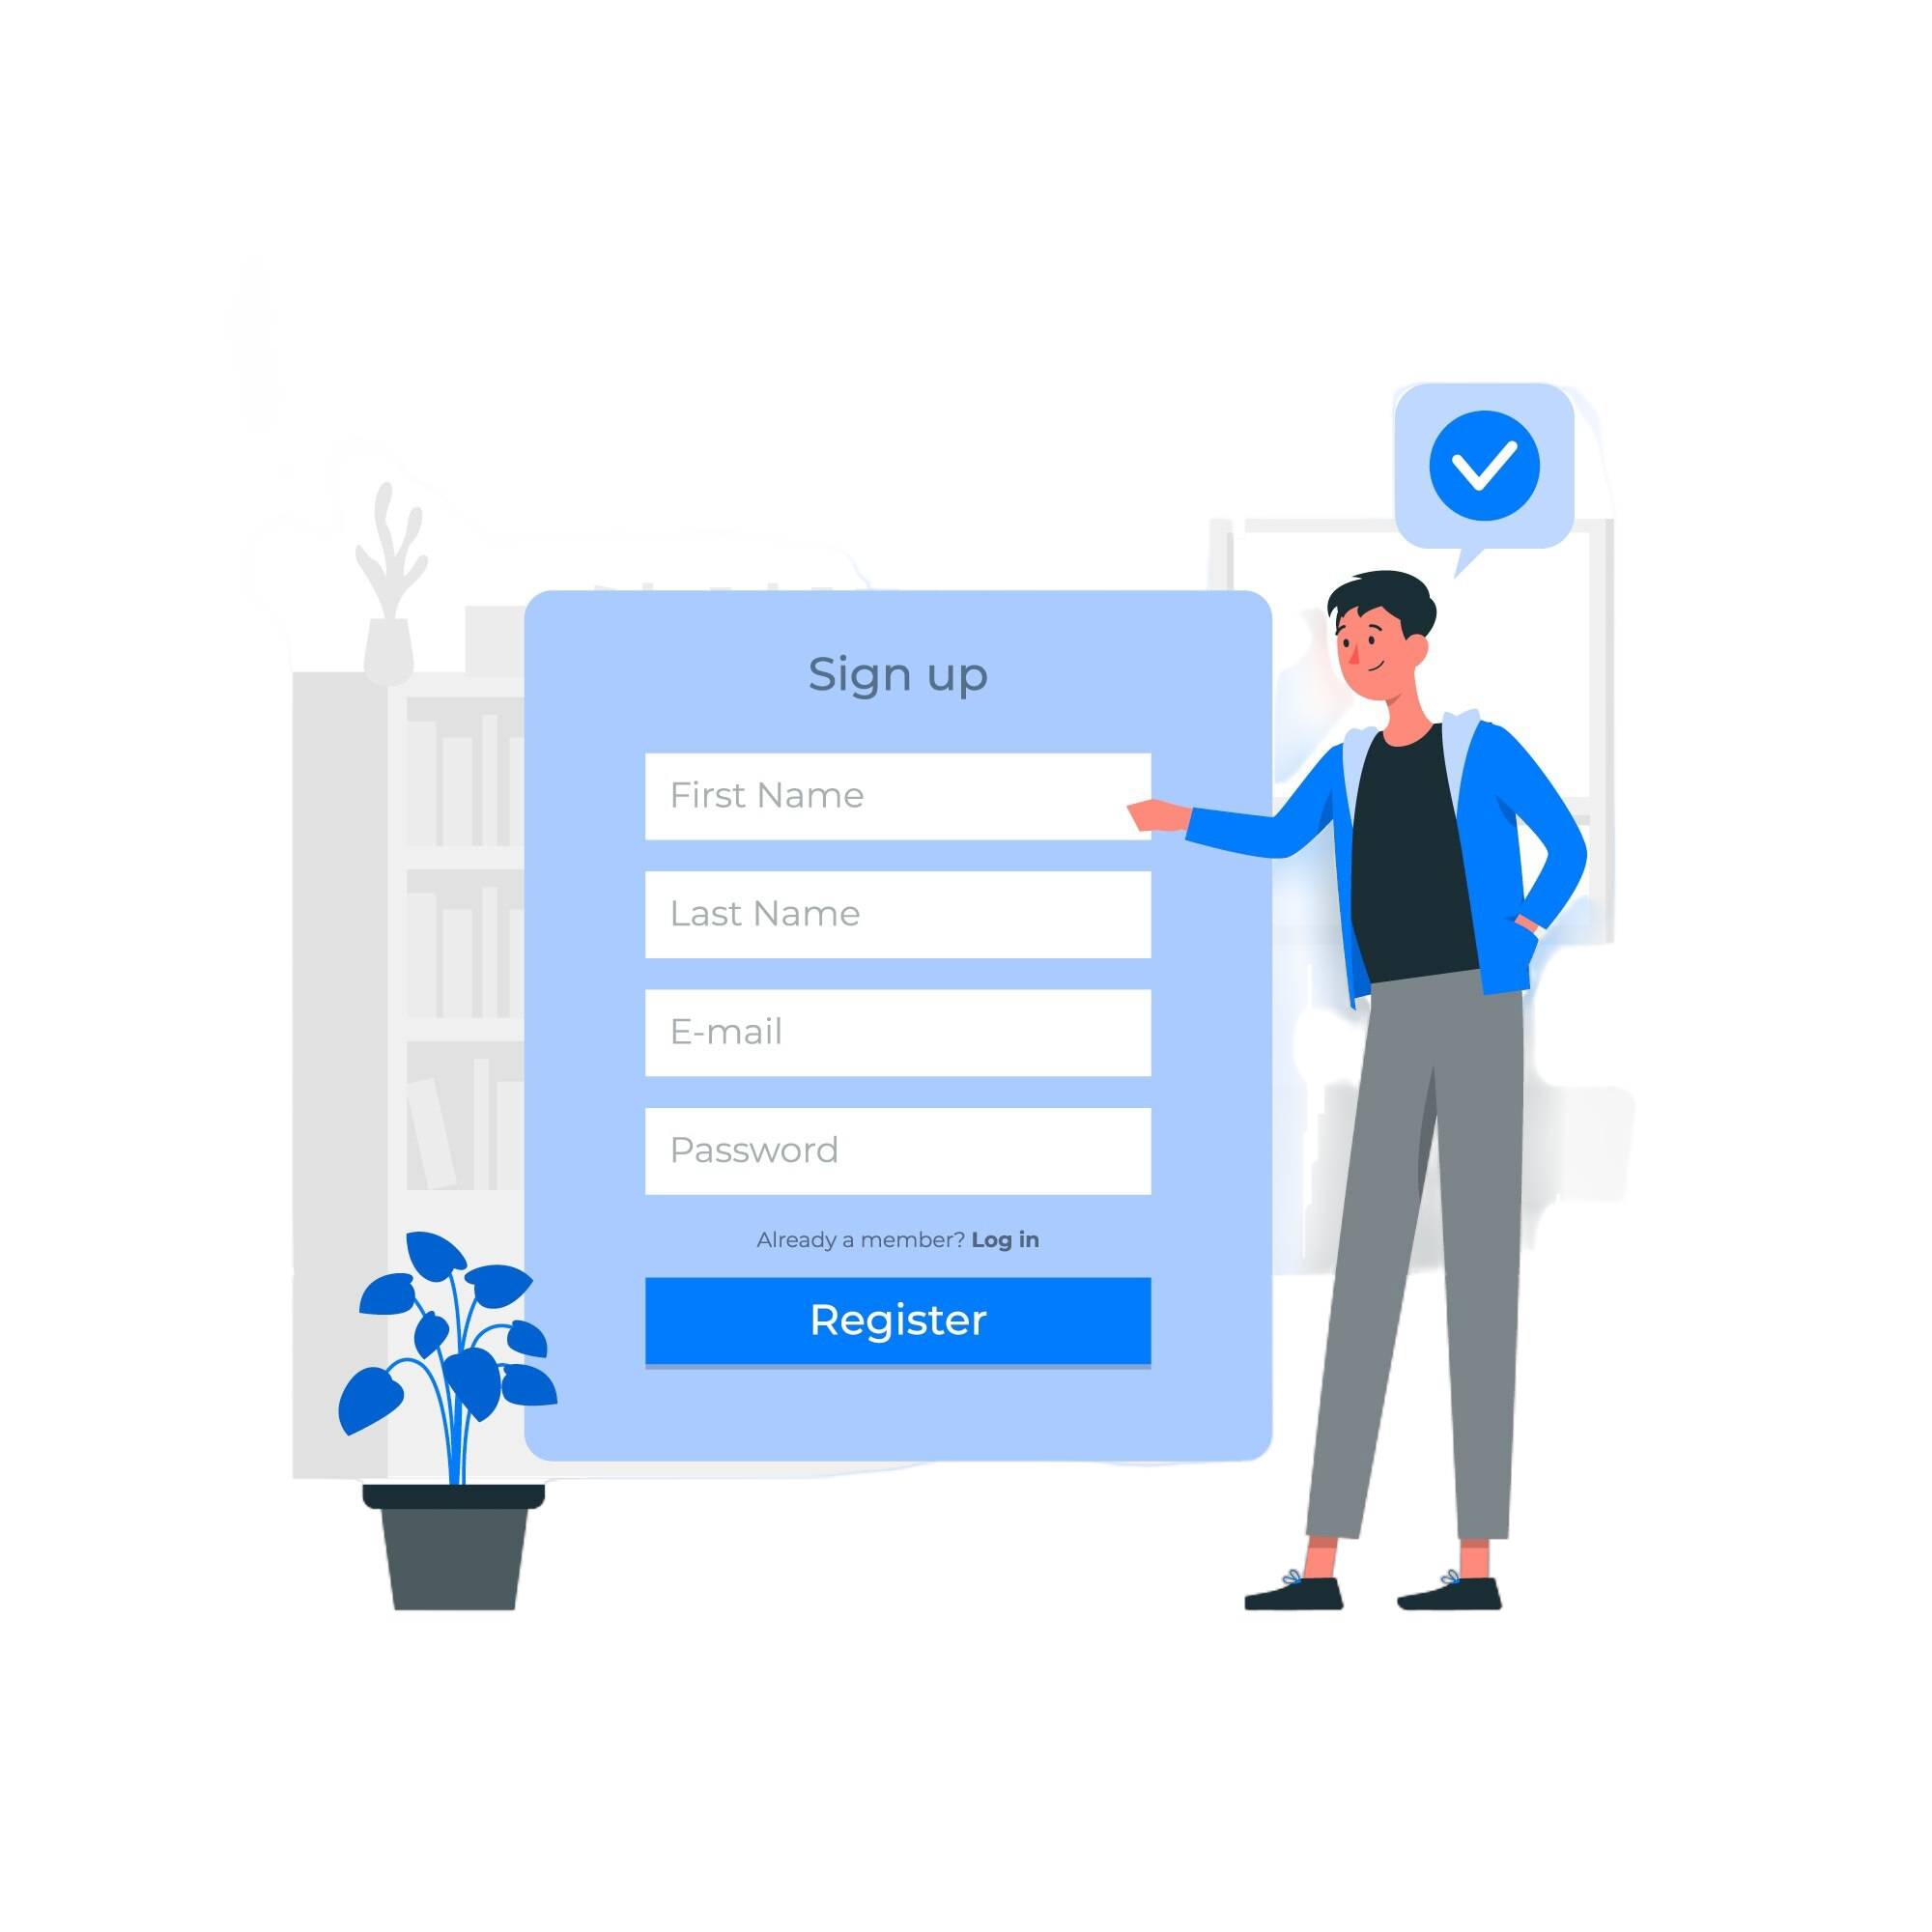 Sign up
First Name
Last Name
E-mail
Password
Already a member? Log in
Register